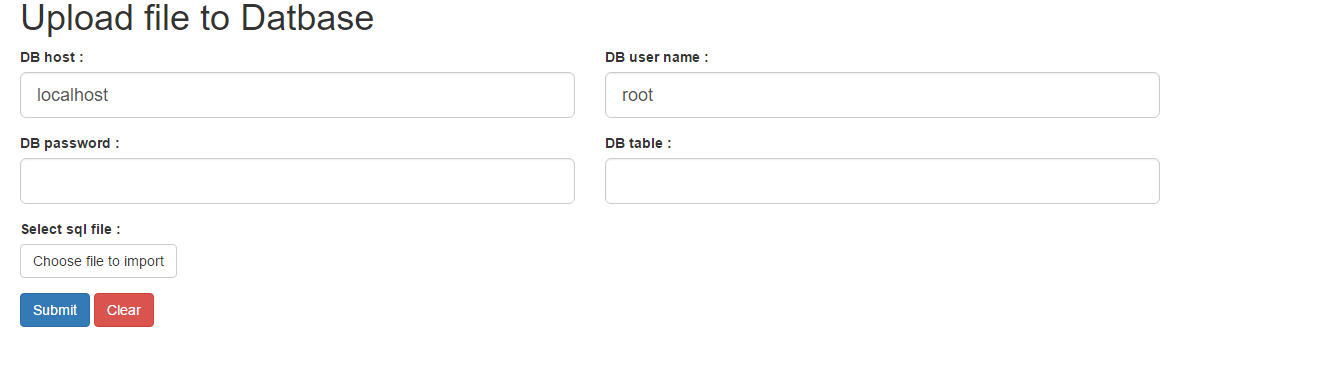 Upload file to Datbase
DB host :
DB user name :
localhost
root
DB password :
DB table :
Select sql file :
Choose file to import
Submit
Clear